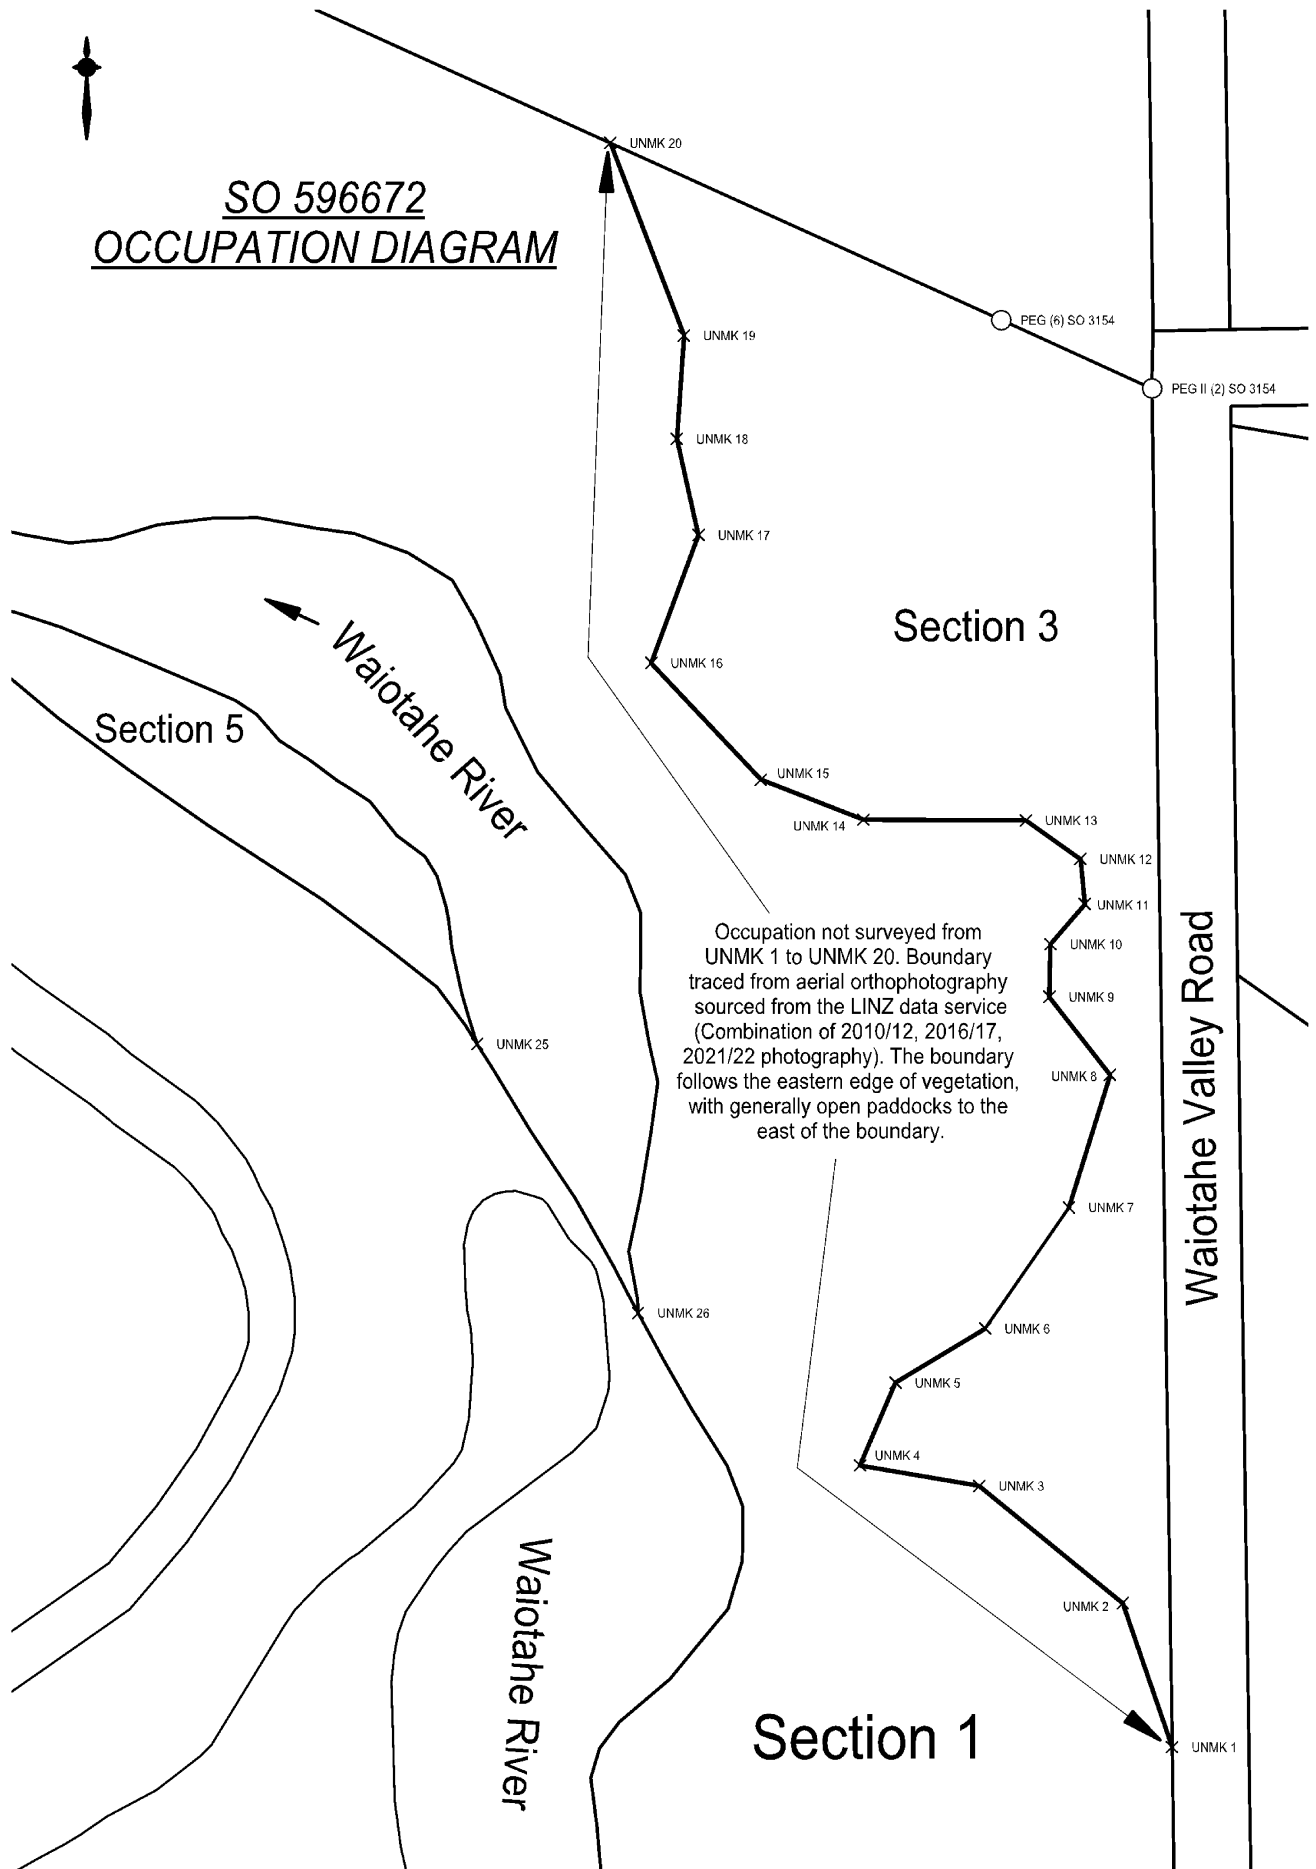 UNMK 20
SO 596672
OCCUPATION DIAGRAM
PEG (6) SO 3154
UNMK 19
PEG II (2) SO 3154
UNMK 18
UNMK 17
Section 3
Waiotahe River
UNMK 16
Section 5
UNMK 15
UNMK 14
UNMK 13
UNMK 12
UNMK 11
UNMK 10
UNMK 9
Occupation not surveyed from
UNMK 1 to UNMK 20. Boundary
traced from aerial orthophotography
sourced from the LINZ data service
(Combination of 2010/12, 2016/17,
2021/22 photography). The boundary
follows the eastern edge of vegetation,
with generally open paddocks to the
east of the boundary.
Waiotahe Valley Road
UNMK 25
UNMK 8
UNMK 7
UNMK 26
UNMK 6
UNMK 5
UNMK 4
UNMK 3
UNMK 2
Waiotahe River
Section 1
UNMK 1